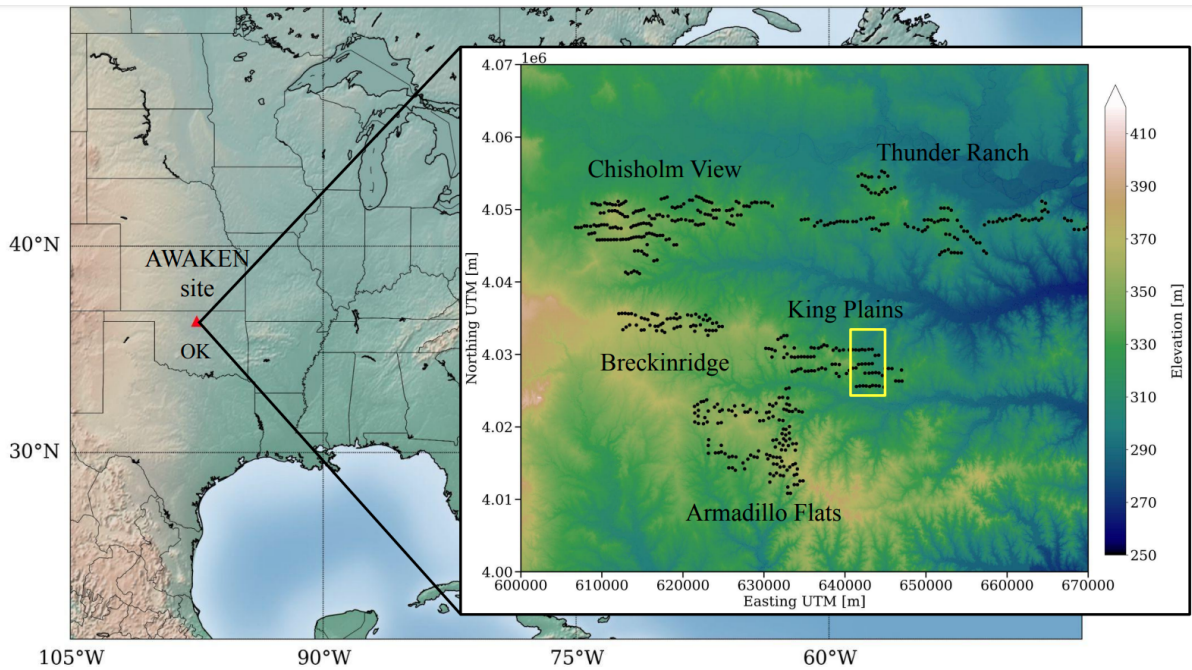 1e6
4.07
4.06
4.05
4.04
4.03
4.02
4.01
4.00
Northing UTM [m]
Chisholm View
Thunder Ranch
King Plains
Breckinridge
Armadillo Flats
600000 610000 620000 630000 640000 650000 660000 670000
Easting UTM [m]
410
390
370
350
330
310
290
270
250
Elevation [m]
40°N
AWAKEN
site
OK
30°N
105°W 90°W 75°W 60°W